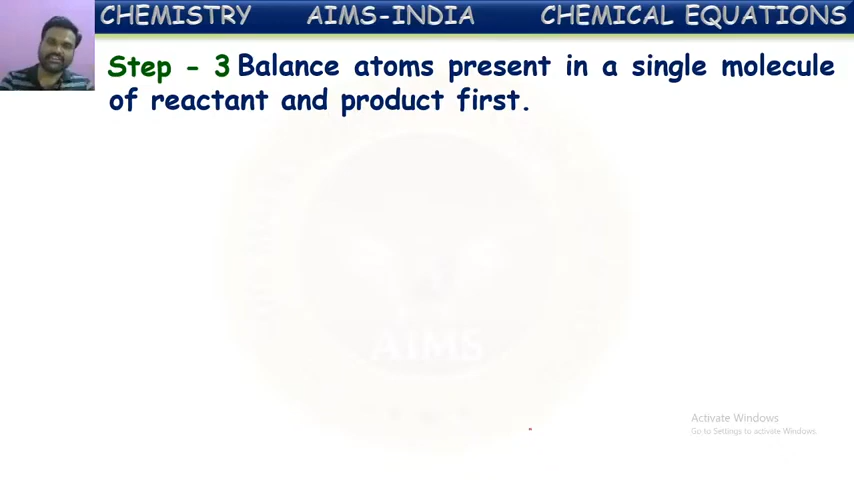 CHEMISTRY AIMS-INDIA CHEMICAL EQUATIONS
Step - 3 Balance atoms present in a single molecule
of reactant and product first.
AIMS
Activate Windows
Go to Settings to activate Windows.